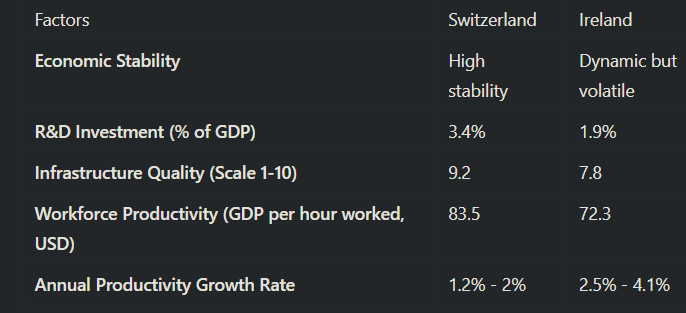 Factors Switzerland Ireland
Economic Stability High stability Dynamic but volatile
R&D Investment (% of GDP) 3.4% 1.9%
Infrastructure Quality (Scale 1-10) 9.2 7.8
Workforce Productivity (GDP per hour worked, USD) 83.5 72.3
Annual Productivity Growth Rate 1.2% - 2% 2.5% - 4.1%